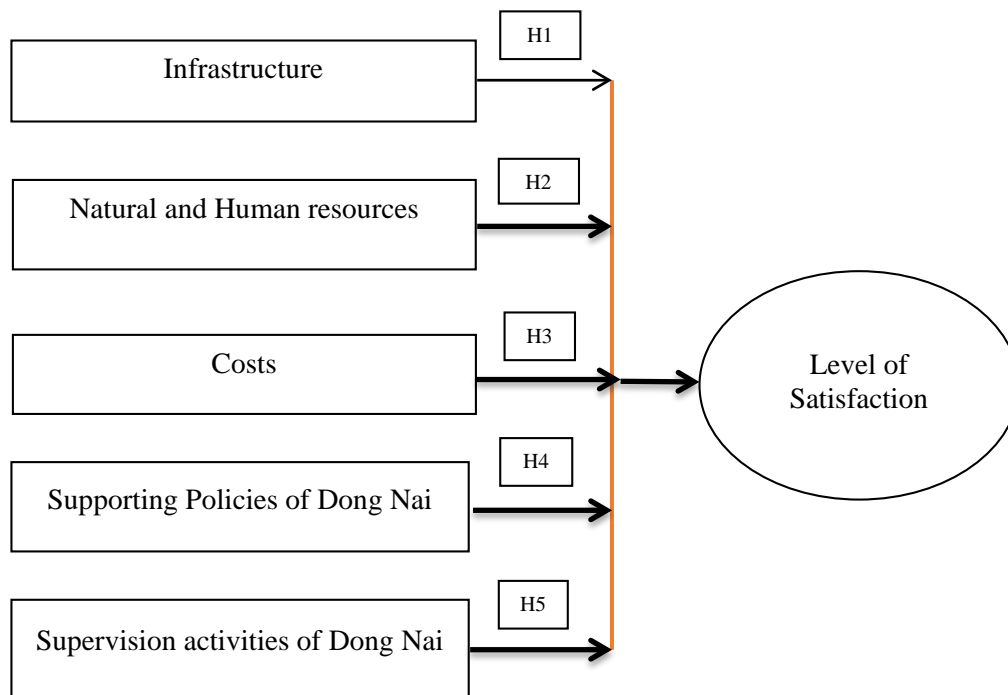 H1
Infrastructure
H2
Natural and Human resources
H3
Costs
Level of
Satisfaction
H4
Supporting Policies of Dong Nai
H5
Supervision activities of Dong Nai